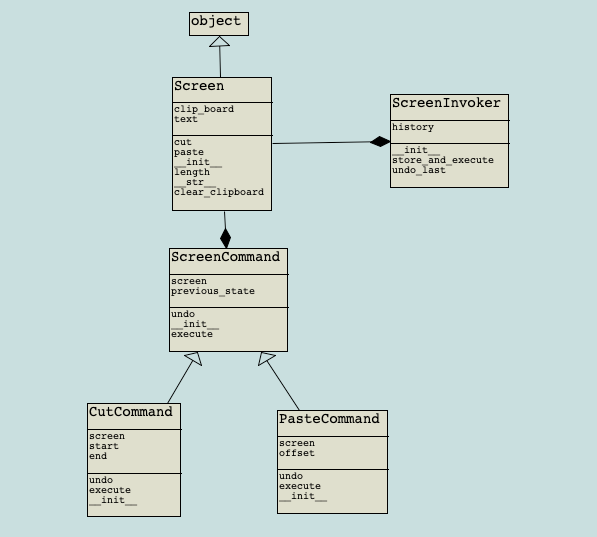 object
Screen
clip_board
text
cut
paste
__init__
length
__str__
clear_clipboard
ScreenInvoker
history
__init__
store_and_execute
undo_last
ScreenCommand
screen
previous_state
undo
__init__
execute
CutCommand
screen
start
end
undo
execute
__init__
PasteCommand
screen
offset
undo
execute
__init__